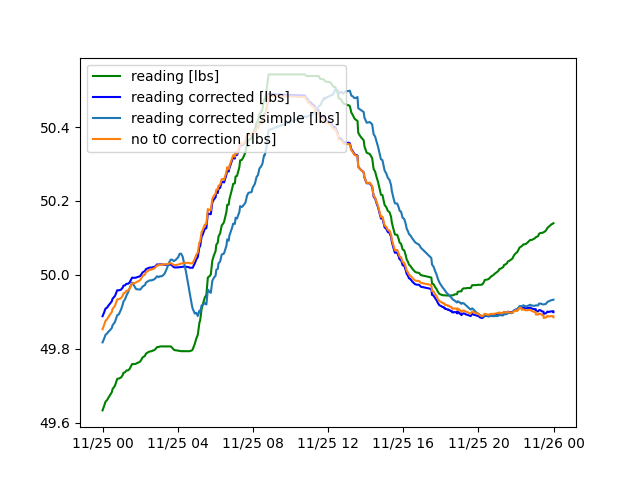 reading [lbs]
reading corrected [lbs]
reading corrected simple [lbs]
no t0 correction [lbs]
50.4
50.2
50.0
49.8
49.6
11/25 00 11/25 04 11/25 08 11/25 12 11/25 16 11/25 20 11/26 00